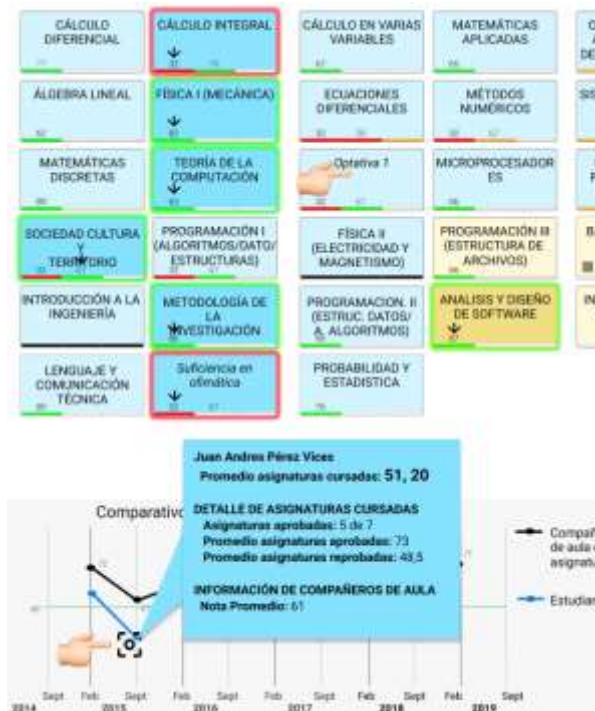 CÁLCULO
DIFERENCIAL
CÁLCULO INTEGRAL
CÁLCULO EN VARIAS
VARIABLES
MATEMÁTICAS
APLICADAS
ÁLGEBRA LINEAL
FÍSICA I (MECÁNICA)
ECUACIONES
DIFERENCIALES
MÉTODOS
NUMÉRICOS
MATEMÁTICAS
DISCRETAS
TEORÍA DE LA
COMPUTACIÓN
Optativa 1
MICROPROCESADOR
ES
SOCIEDAD CULTURA
Y
TERRITORIO
PROGRAMACIÓN I
(ALGORITMOS/DATO/
ESTRUCTURAS)
FÍSICA II
(ELECTRICIDAD Y
MAGNETISMO)
PROGRAMACIÓN III
(ESTRUCTURA DE
ARCHIVOS)
INTRODUCCIÓN A LA
INGENIERÍA
METODOLOGÍA DE
LA
INVESTIGACIÓN
PROGRAMACION. II
(ESTRUC. DATOS/
A. ALGORITMOS)
ANALISIS Y DISEÑO
DE SOFTWARE
LENGUAJE Y
COMUNICACIÓN
TÉCNICA
Suficiencia en
ofimática
PROBABILIDAD Y
ESTADISTICA
Juan Andres Pérez Vices
Promedio asignaturas cursadas: 51, 20
DETALLE DE ASIGNATURAS CURSADAS
Asignaturas aprobadas: 5 de 7
Promedio asignaturas aprobadas: 73
Promedio asignaturas reprobadas: 43,5
INFORMACIÓN DE COMPAÑEROS DE AULA
Nota Promedio: 61
Comparativo
Compañ
de aula
asignatu
Estudian
Sept Feb Sept Feb Sept Feb Sept Feb Sept Feb Sept
2014 2015 2016 2017 2018 2019